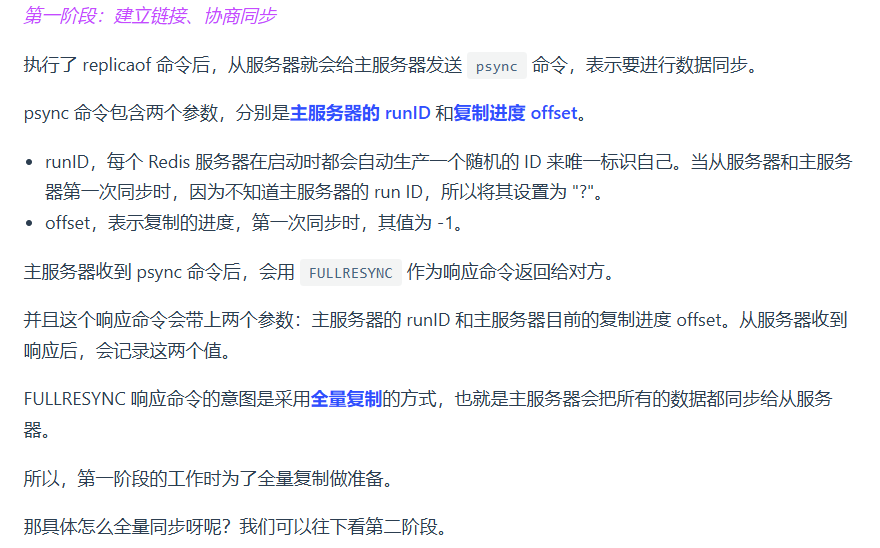 第一阶段：建立链接、协商同步
执行了 replicaof 命令后，从服务器就会给主服务器发送 psync 命令，表示要进行数据同步。
psync 命令包含两个参数，分别是主服务器的 runID 和复制进度 offset。
• runID，每个 Redis 服务器在启动时都会自动生产一个随机的 ID 来唯一标识自己。当从服务器和主服务
器第一次同步时，因为不知道主服务器的 run ID，所以将其设置为 "?"。
• offset，表示复制的进度，第一次同步时，其值为 -1。
主服务器收到 psync 命令后，会用 FULLRESYNC 作为响应命令返回给对方。
并且这个响应命令会带上两个参数：主服务器的 runID 和主服务器目前的复制进度 offset。从服务器收到
响应后，会记录这两个值。
FULLRESYNC 响应命令的意图是采用全量复制的方式，也就是主服务器会把所有的数据都同步给从服务
器。
所以，第一阶段的工作时为了全量复制做准备。
那具体怎么全量同步呀呢？我们可以往下看第二阶段。